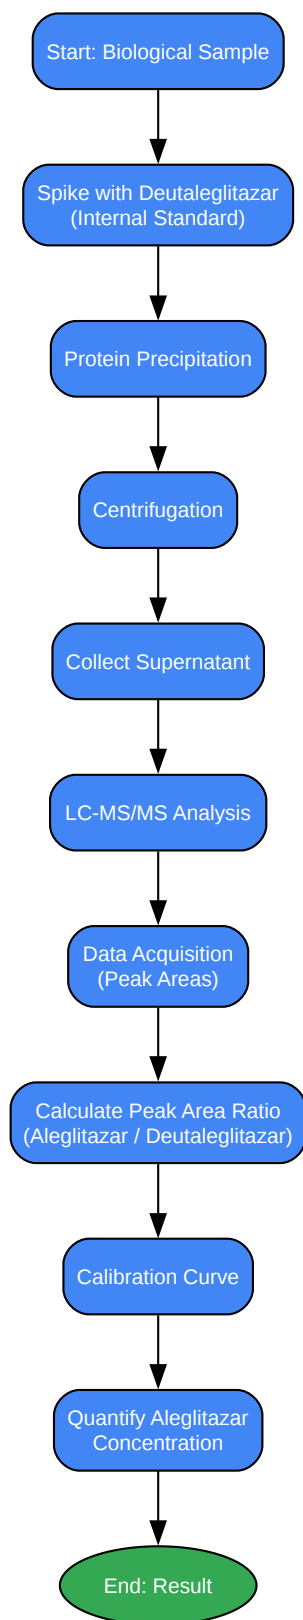 Start: Biological Sample
Spike with Deutaleglitazar
(Internal Standard)
Protein Precipitation
Centrifugation
Collect Supernatant
LC-MS/MS Analysis
Data Acquisition
(Peak Areas)
Calculate Peak Area Ratio
(Aleglitazar / Deutaleglitazar)
Calibration Curve
Quantify Aleglitazar
Concentration
End: Result